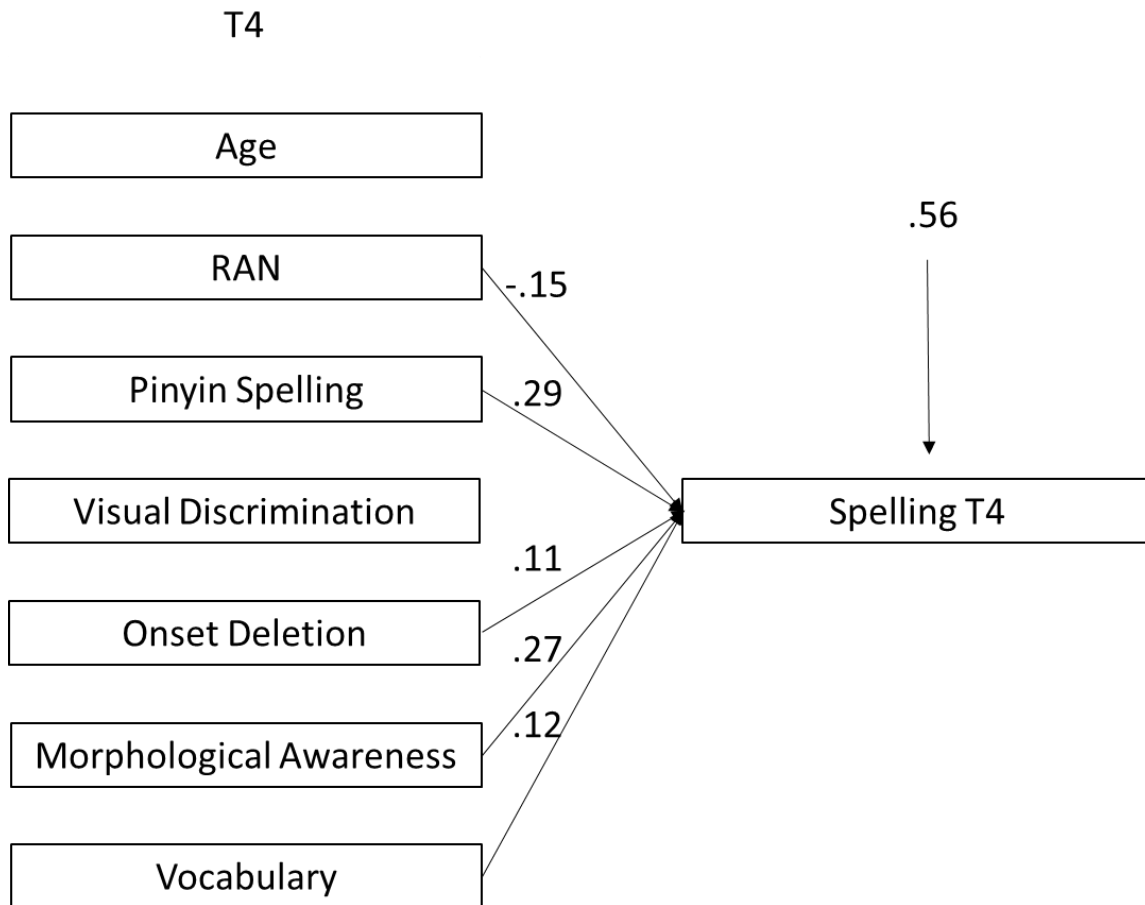 T4
Age
.56
RAN
-.15
Pinyin Spelling
.29
Visual Discrimination
Spelling T4
.11
Onset Deletion
.27
.12
Morphological Awareness
Vocabulary